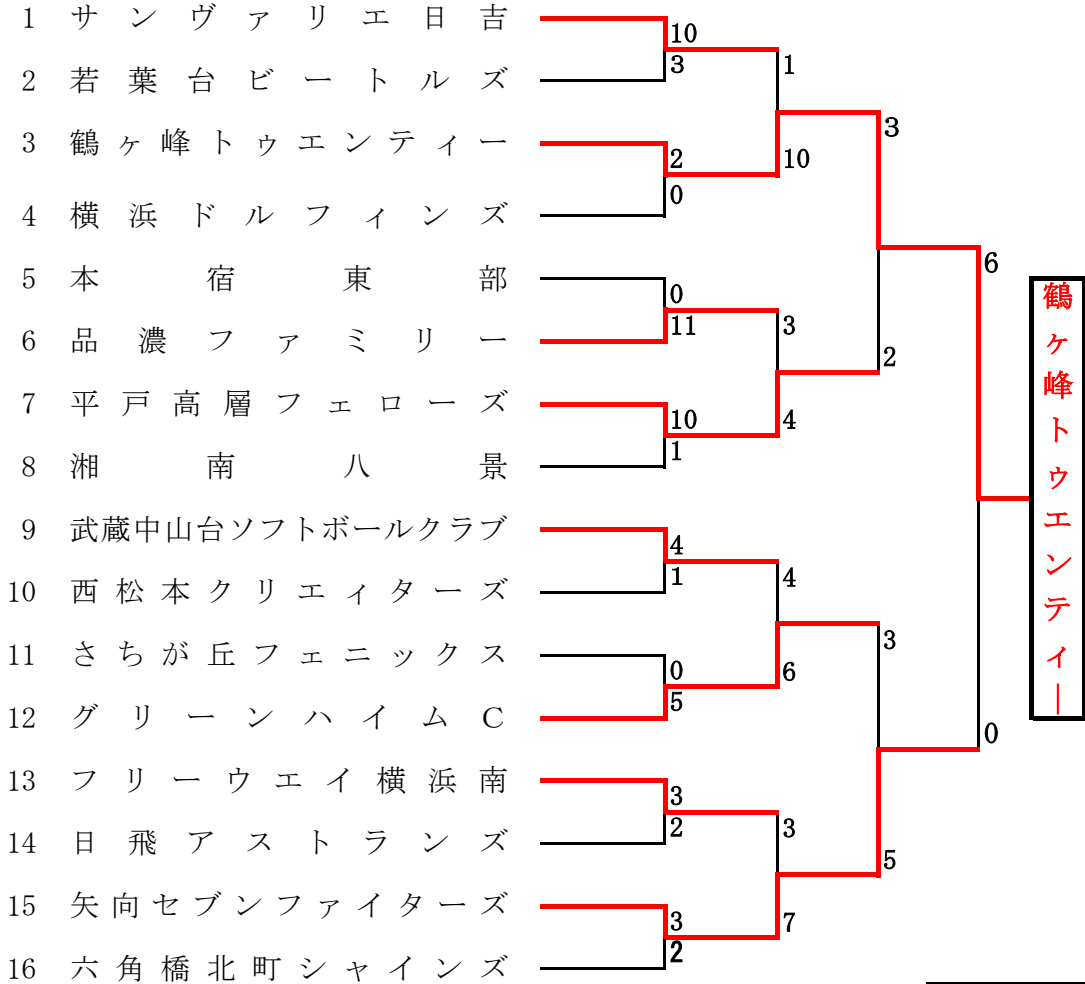 1 サンヴァリエ日吉
10
3
1
2 若葉台ビートルズ
3
3 鶴ヶ峰トゥエンティー
2
10
0
4 横浜ドルフィンズ
6
5 本宿東部
0
11
3
6 品濃ファミリー
2
7 平戸高層フェローズ
10
4
1
8 湘南八景
鶴ヶ峰トゥエンティー
9 武蔵中山台ソフトボールクラブ
4
1
4
10 西松本クリエィターズ
3
11 さちが丘フェニックス
0
6
5
12 グリーンハイムC
0
13 フリーウエイ横浜南
3
2
3
14 日飛アストランズ
5
15 矢向セブンファイターズ
3
7
2
16 六角橋北町シャインズ